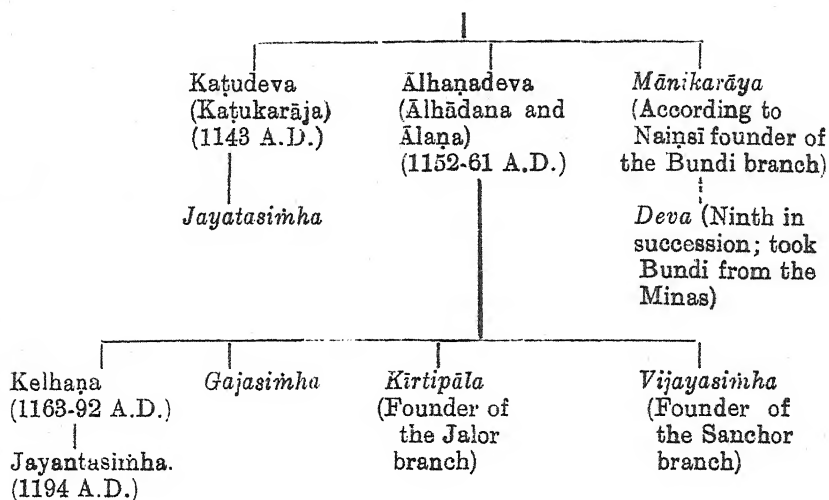 Kaṭudeva
(Kaṭukarāja)
(1143 A.D.)
Jayatasiṁha
Ālhaṇadeva
(Ālhādana and
Ālaṇa)
(1152-61 A.D.)
Mānikarāya
(According to
Naiṇsī founder of
the Bundi branch)
Deva (Ninth in
succession; took
Bundi from the
Minas)
Kelhaṇa
(1163-92 A.D.)
Jayantasiṁha.
(1194 A.D.)
Gajasiṁha
Kīrtipāla
(Founder of
the Jalor
branch)
Vijayasiṁha
(Founder of
the Sanchor
branch)